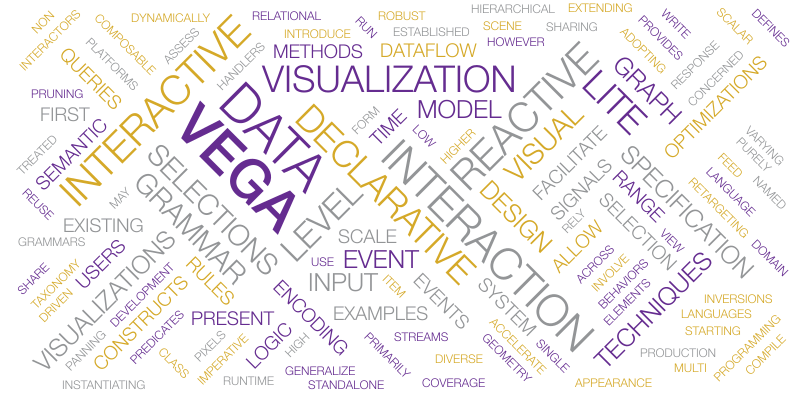 NON
INTERACTORS
COMPOSABLE
DYNAMICALLY
RELATIONAL
RUN
ROBUST
HIERARCHICAL
EXTENDING
WRITE
SCALAR
DEFINES
PLATFORMS
ASSESS
INTRODUCE
ESTABLISHED
SCENE
SHARING
PROVIDES
ADOPTING
QUERIES
HANDLERS
METHODS
DATAFLOW
HOWEVER
RESPONSE
CONCERNED
PRUNING
INTERACTIVE
VISUALIZATION
REACTIVE
LITE
GRAPH
OPTIMIZATIONS
FIRST
DATA
MODEL
SEMANTIC
VEGA
DECLARATIVE
FORM
TIME
LOW
HIGHER
VISUAL
TREATED
INTERACTION
FACILITATE
SPECIFICATION
VARYING
PURELY
REUSE
MAY
SELECTIONS
GRAMMAR
LEVEL
DESIGN
SIGNALS
RANGE
FEED
LANGUAGE
NAMED
RETARGETING
EXISTING
GRAMMARS
SCALE
RELY
SELECTION
VIEW
DOMAIN
VISUALIZATIONS
USERS
USE
EVENT
ALLOW
ACROSS
SHARE
TAXONOMY
DRIVEN
DEVELOPMENT
RULES
INPUT
ITEM
EVENTS
SYSTEM
INVOLVE
BEHAVIORS
ELEMENTS
TECHNIQUES
INVERSIONS
LANGUAGES
STARTING
CONSTRUCTS
PRESENT
ENCODING
EXAMPLES
PANNING
PREDICATES
PIXELS
LOGIC
HIGH
PRIMARILY
STREAMS
ACCELERATE
SINGLE
PRODUCTION
PROGRAMMING
COMPILE
CLASS
IMPERATIVE
DIVERSE
GEOMETRY
MULTI
INSTANTIATING
RUNTIME
GENERALIZE
STANDALONE
COVERAGE
APPEARANCE